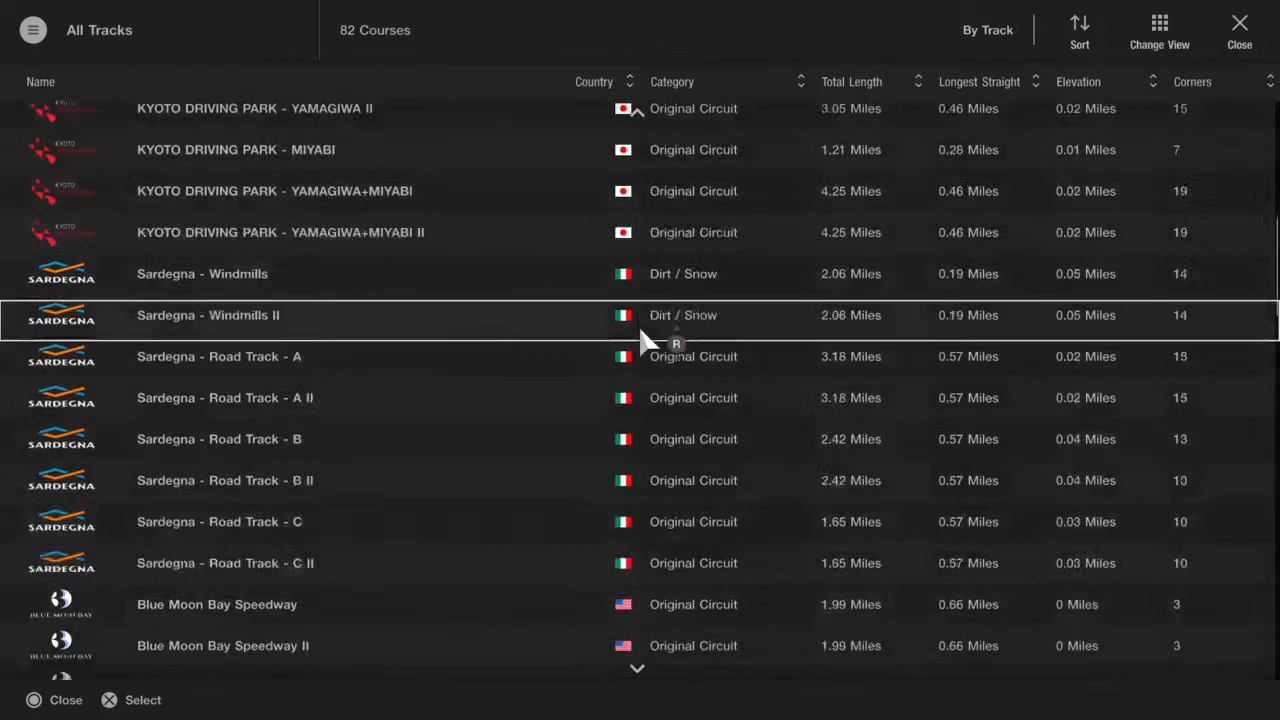 All Tracks 82 Courses By Track Sort Change View Close
Name Country Category Total Length Longest Straight Elevation Corners
KYOTO KYOTO DRIVING PARK - YAMAGIWA II Original Circuit 3.05 Miles 0.46 Miles 0.02 Miles 15
KYOTO KYOTO DRIVING PARK - MIYABI Original Circuit 1.21 Miles 0.28 Miles 0.01 Miles 7
KYOTO KYOTO DRIVING PARK - YAMAGIWA+MIYABI Original Circuit 4.25 Miles 0.46 Miles 0.02 Miles 19
KYOTO KYOTO DRIVING PARK - YAMAGIWA+MIYABI II Original Circuit 4.25 Miles 0.46 Miles 0.02 Miles 19
SARDEGNA Sardegna - Windmills Dirt / Snow 2.06 Miles 0.19 Miles 0.05 Miles 14
SARDEGNA Sardegna - Windmills II Dirt / Snow 2.06 Miles 0.19 Miles 0.05 Miles 14
R
SARDEGNA Sardegna - Road Track - A Original Circuit 3.18 Miles 0.57 Miles 0.02 Miles 15
SARDEGNA Sardegna - Road Track - A II Original Circuit 3.18 Miles 0.57 Miles 0.02 Miles 15
SARDEGNA Sardegna - Road Track - B Original Circuit 2.42 Miles 0.57 Miles 0.04 Miles 13
SARDEGNA Sardegna - Road Track - B II Original Circuit 2.42 Miles 0.57 Miles 0.04 Miles
SARDEGNA Sardegna - Road Track - C Original Circuit 1.65 Miles 0.57 Miles 0.03 Miles 10
SARDEGNA Sardegna - Road Track - C II Original Circuit 1.65 Miles 0.57 Miles 0.03 Miles 10
BLUE MOON BAY Blue Moon Bay Speedway Original Circuit 1.99 Miles 0.66 Miles 0 Miles 3
BLUE MOON BAY Blue Moon Bay Speedway II Original Circuit 1.99 Miles 0.66 Miles 0 Miles 3
Close Select